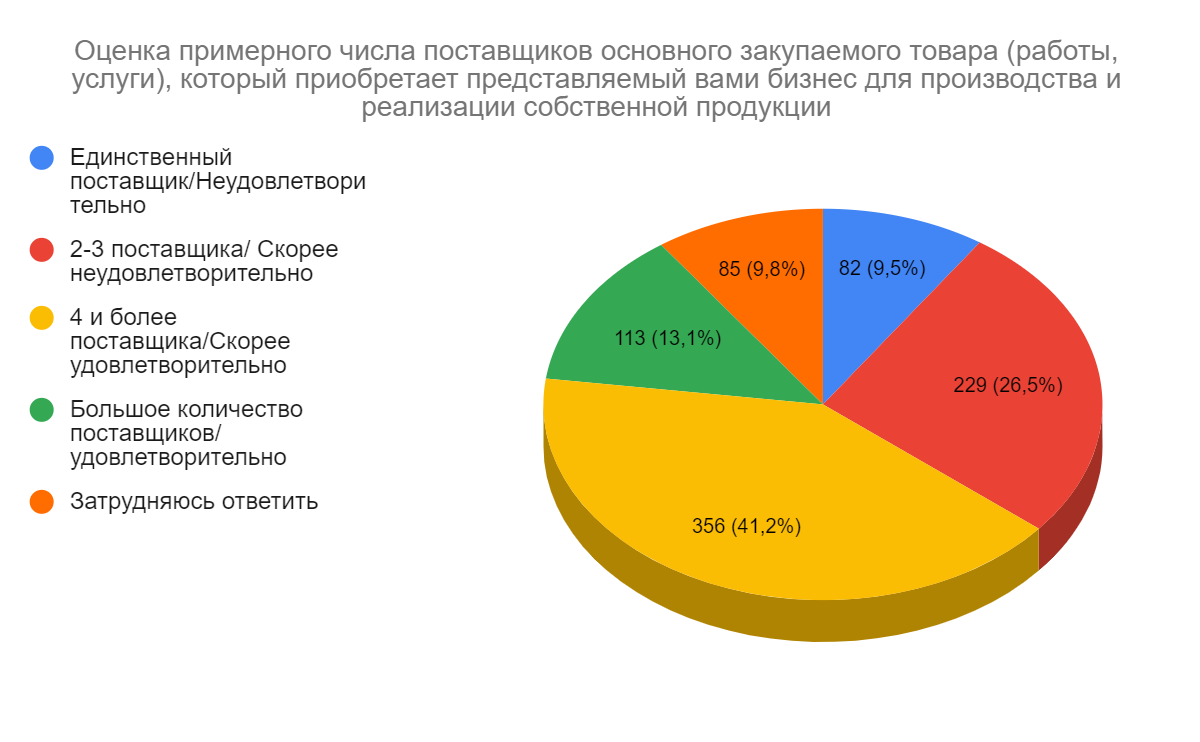 Оценка примерного числа поставщиков основного закупаемого товара (работы,
услуги), который приобретает представляемый вами бизнес для производства и
реализации собственной продукции
Единственный
поставщик/Неудовлетвори
тельно
2-3 поставщика/ Скорее
неудовлетворительно
4 и более
поставщика/Скорее
удовлетворительно
Большое количество
поставщиков/
удовлетворительно
Затрудняюсь ответить
85 (9,8%)
82 (9,5%)
113 (13,1%)
229 (26,5%)
356 (41,2%)